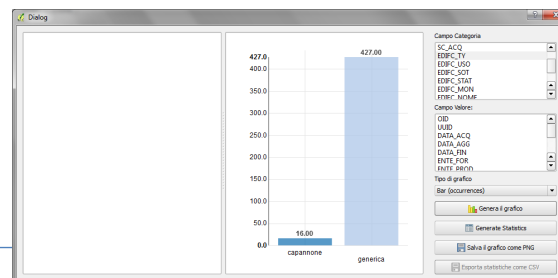 Dialog
427.0
400.0
350.0
300.0
250.0
200.0
150.0
100.0
50.0
0.0
427.00
16.00
capannone
generica
Campo Categoria
SC_ACQ
EDIFC_TY
EDIFC_USO
EDIFC_SOT
EDIFC_STAT
EDIFC_MON
EDIFC_NOME
Campo Valore:
OID
UUID
DATA_ACQ
DATA_AGG
DATA_FIN
ENTE_FOR
ENTE_PROD
Tipo di grafico
Bar (occurrences)
Genera il grafico
Generate Statistics
Salva il grafico come PNG
Esporta statistiche come CSV